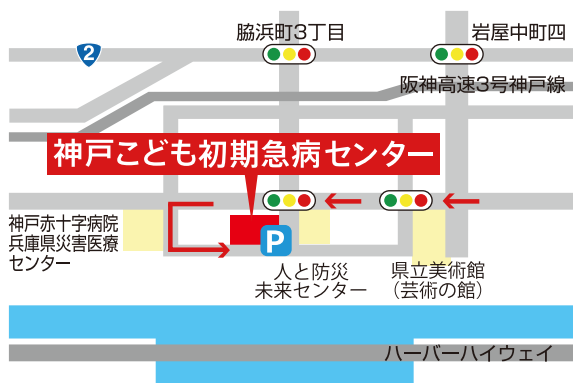 脇浜町3丁目
岩屋中町四
2
阪神高速3号神戸線
神戸こども初期急病センター
神戸赤十字病院
兵庫県災害医療
センター
P
人と防災
未来センター
県立美術館
（芸術の館）
ハーバーハイウェイ